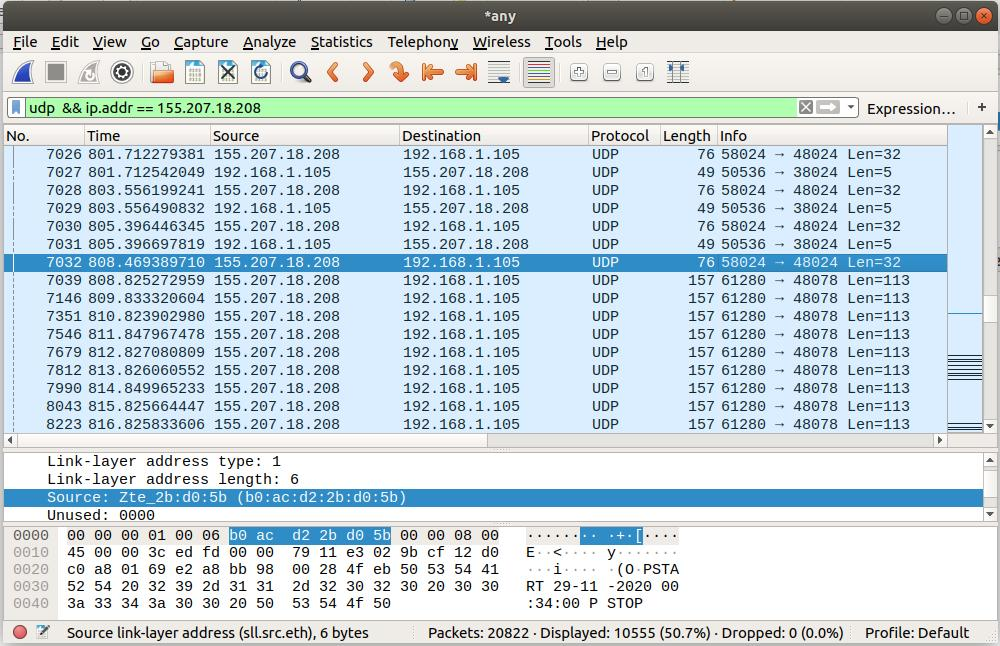 *any
File Edit View Go Capture Analyze Statistics Telephony Wireless Tools Help
udp && ip.addr == 155.207.18.208 Expression… +
No. Time Source Destination Protocol Length Info
7026 801.712279381 155.207.18.208 192.168.1.105 UDP 76 58024 → 48024 Len=32
7027 801.712542049 192.168.1.105 155.207.18.208 UDP 49 50536 → 38024 Len=5
7028 803.556199241 155.207.18.208 192.168.1.105 UDP 76 58024 → 48024 Len=32
7029 803.556490832 192.168.1.105 155.207.18.208 UDP 49 50536 → 38024 Len=5
7030 805.396446345 155.207.18.208 192.168.1.105 UDP 76 58024 → 48024 Len=32
7031 805.396697819 192.168.1.105 155.207.18.208 UDP 49 50536 → 38024 Len=5
7032 808.469389710 155.207.18.208 192.168.1.105 UDP 76 58024 → 48024 Len=32
7039 808.825272959 155.207.18.208 192.168.1.105 UDP 157 61280 → 48078 Len=113
7146 809.833320604 155.207.18.208 192.168.1.105 UDP 157 61280 → 48078 Len=113
7351 810.823902980 155.207.18.208 192.168.1.105 UDP 157 61280 → 48078 Len=113
7546 811.847967478 155.207.18.208 192.168.1.105 UDP 157 61280 → 48078 Len=113
7679 812.827080809 155.207.18.208 192.168.1.105 UDP 157 61280 → 48078 Len=113
7812 813.826060552 155.207.18.208 192.168.1.105 UDP 157 61280 → 48078 Len=113
7990 814.849965233 155.207.18.208 192.168.1.105 UDP 157 61280 → 48078 Len=113
8043 815.825664447 155.207.18.208 192.168.1.105 UDP 157 61280 → 48078 Len=113
8223 816.825833606 155.207.18.208 192.168.1.105 UDP 157 61280 → 48078 Len=113
Link-layer address type: 1
Link-layer address length: 6
Source: Zte_2b:d0:5b (b0:ac:d2:2b:d0:5b)
Unused: 0000
0000 00 00 00 01 00 06 b0 ac d2 2b d0 5b 00 00 08 00 ········ ·+·[····
0010 45 00 00 3c ed fd 00 00 79 11 e3 02 9b cf 12 d0 E··<···· y·······
0020 c0 a8 01 69 e2 a8 bb 98 00 28 4f eb 50 53 54 41 ···i···· ·(O·PSTA
0030 52 54 20 32 39 2d 31 31 2d 32 30 32 30 20 30 30 RT 29-11 -2020 00
0040 3a 33 34 3a 30 30 20 50 53 54 4f 50 :34:00 P STOP
Source link-layer address (sll.src.eth), 6 bytes Packets: 20822 · Displayed: 10555 (50.7%) · Dropped: 0 (0.0%) Profile: Default